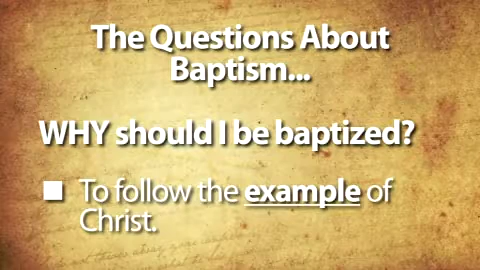 The Questions About
Baptism...
WHY should I be baptized?
To follow the example of
Christ.